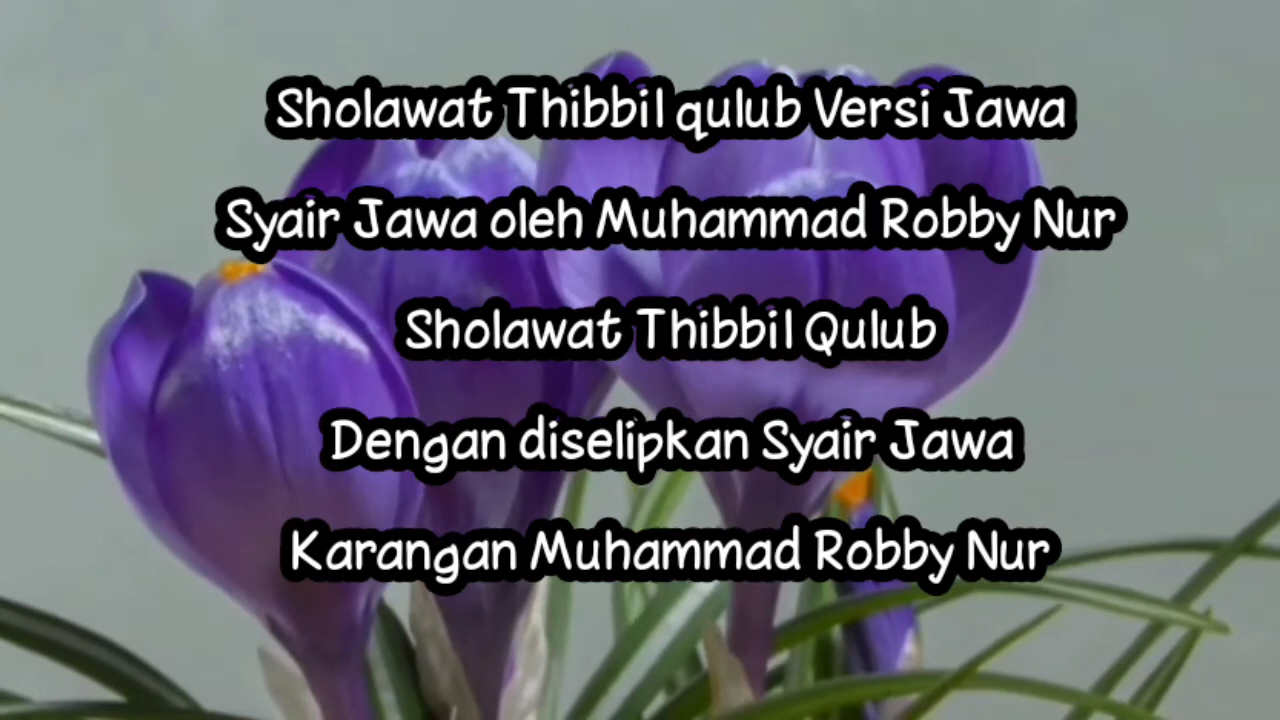 Sholawat Thibbil qulub Versi Jawa
Syair Jawa oleh Muhammad Robby Nur
Sholawat Thibbil Qulub
Dengan diselipkan Syair Jawa
Karangan Muhammad Robby Nur